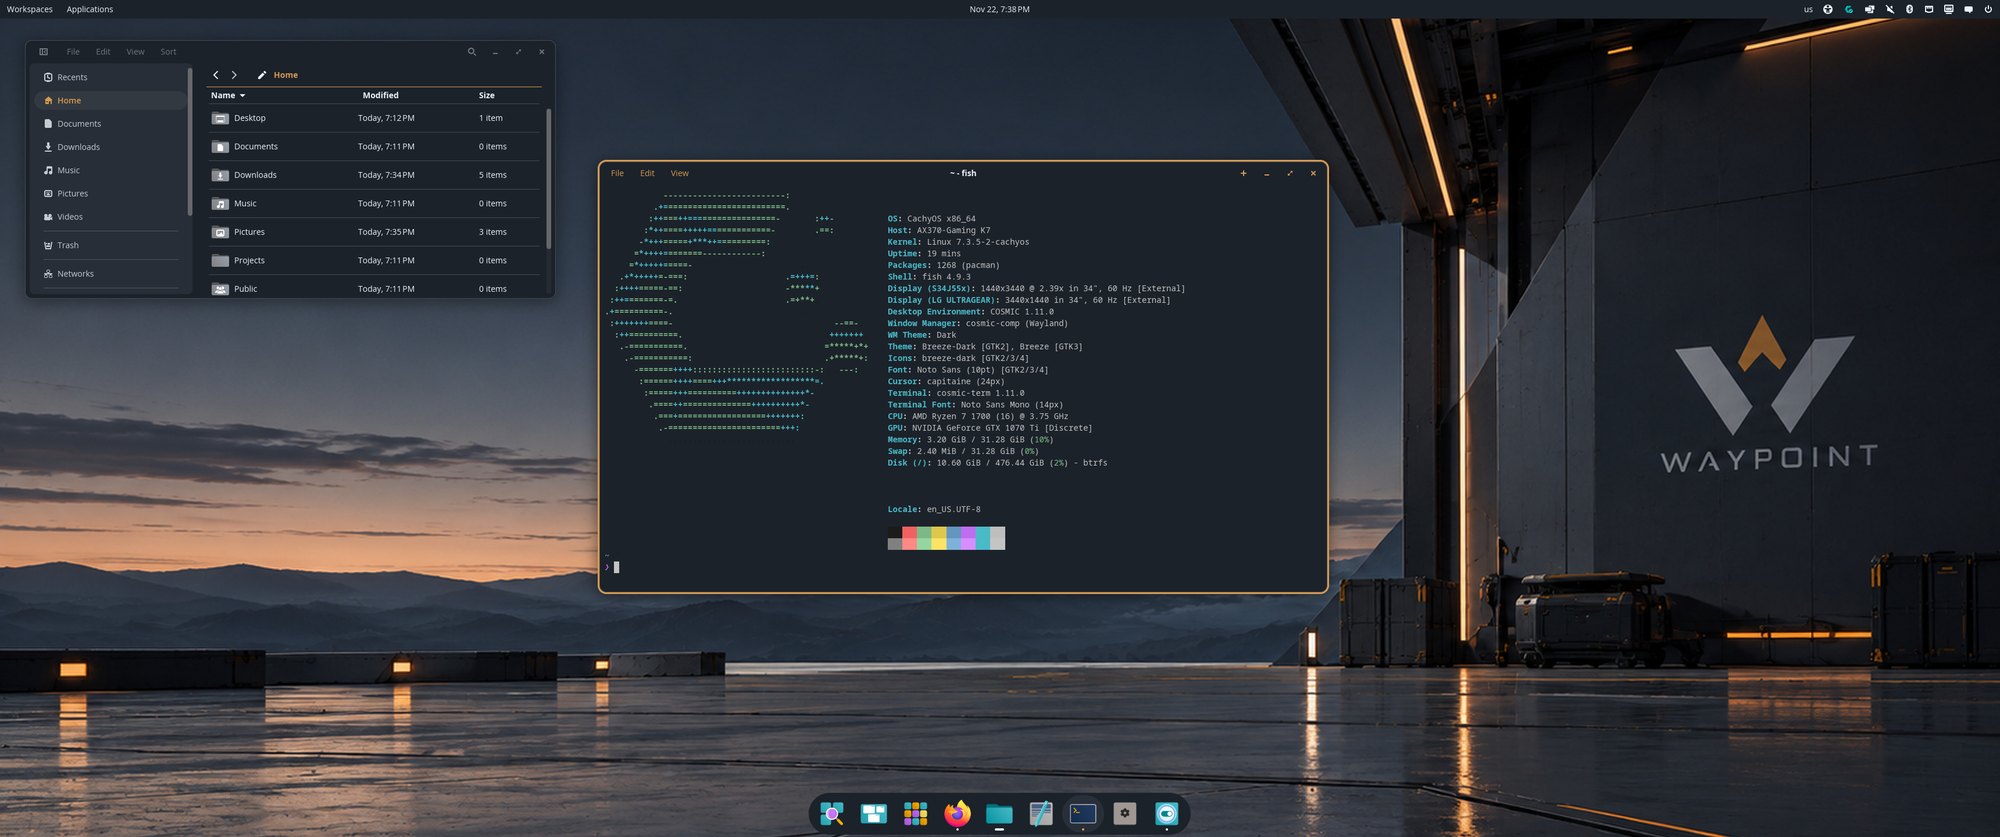 Workspaces Applications
Nov 22, 7:38 PM
us
File Edit View Sort
Recents
Home
Documents
Downloads
Music
Pictures
Videos
Trash
Networks
Home
Name Modified Size
Desktop Today, 7:12 PM 1 item
Documents Today, 7:11 PM 0 items
Downloads Today, 7:34 PM 5 items
Music Today, 7:11 PM 0 items
Pictures Today, 7:35 PM 3 items
Projects Today, 7:11 PM 0 items
Public Today, 7:11 PM 0 items
File Edit View
~ - fish
OS: CachyOS x86_64
Host: AX370-Gaming K7
Kernel: Linux 7.3.5-2-cachyos
Uptime: 19 mins
Packages: 1268 (pacman)
Shell: fish 4.9.3
Display (S34J55x): 1440x3440 @ 2.39x in 34", 60 Hz [External]
Display (LG ULTRAGEAR): 3440x1440 in 34", 60 Hz [External]
Desktop Environment: COSMIC 1.11.0
Window Manager: cosmic-comp (Wayland)
WM Theme: Dark
Theme: Breeze-Dark [GTK2], Breeze [GTK3]
Icons: breeze-dark [GTK2/3/4]
Font: Noto Sans (10pt) [GTK2/3/4]
Cursor: capitaine (24px)
Terminal: cosmic-term 1.11.0
Terminal Font: Noto Sans Mono (14px)
CPU: AMD Ryzen 7 1700 (16) @ 3.75 GHz
GPU: NVIDIA GeForce GTX 1070 Ti [Discrete]
Memory: 3.20 GiB / 31.28 GiB (10%)
Swap: 2.40 MiB / 31.28 GiB (0%)
Disk (/): 10.60 GiB / 476.44 GiB (2%) - btrfs
Locale: en_US.UTF-8
~
❯
WAYPOINT